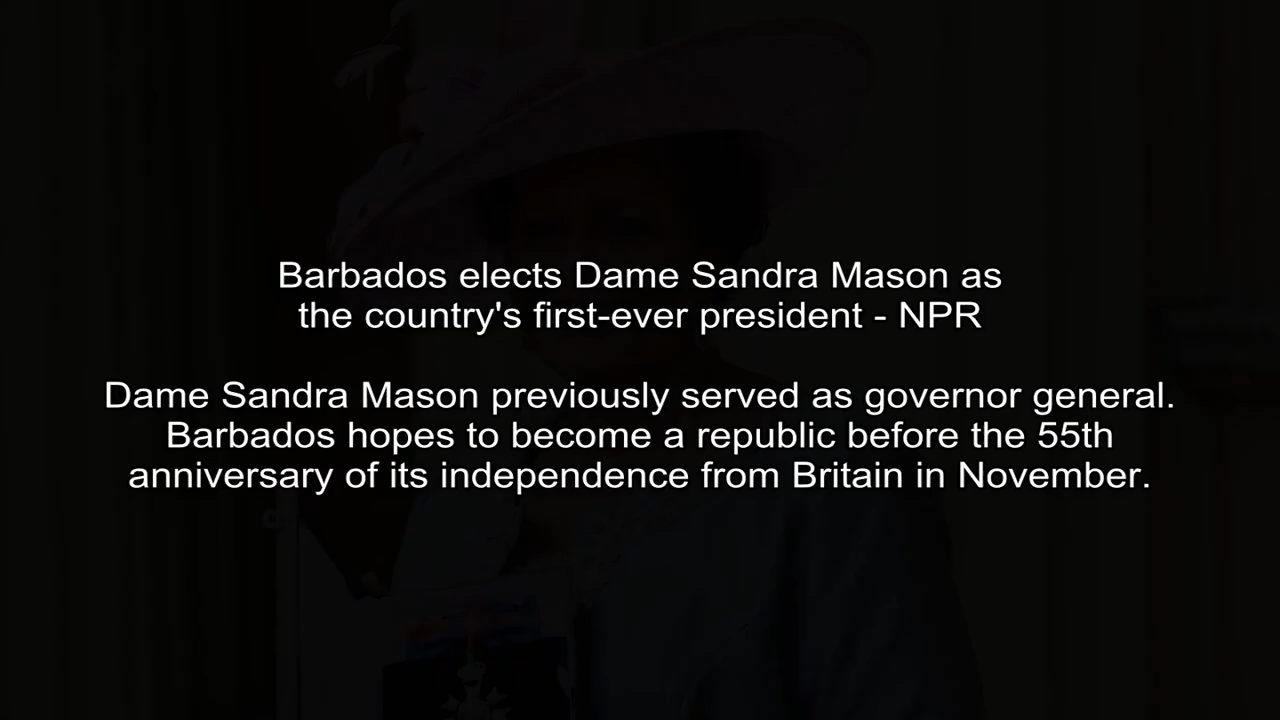 Barbados elects Dame Sandra Mason as
the country's first-ever president - NPR
Dame Sandra Mason previously served as governor general.
Barbados hopes to become a republic before the 55th
anniversary of its independence from Britain in November.